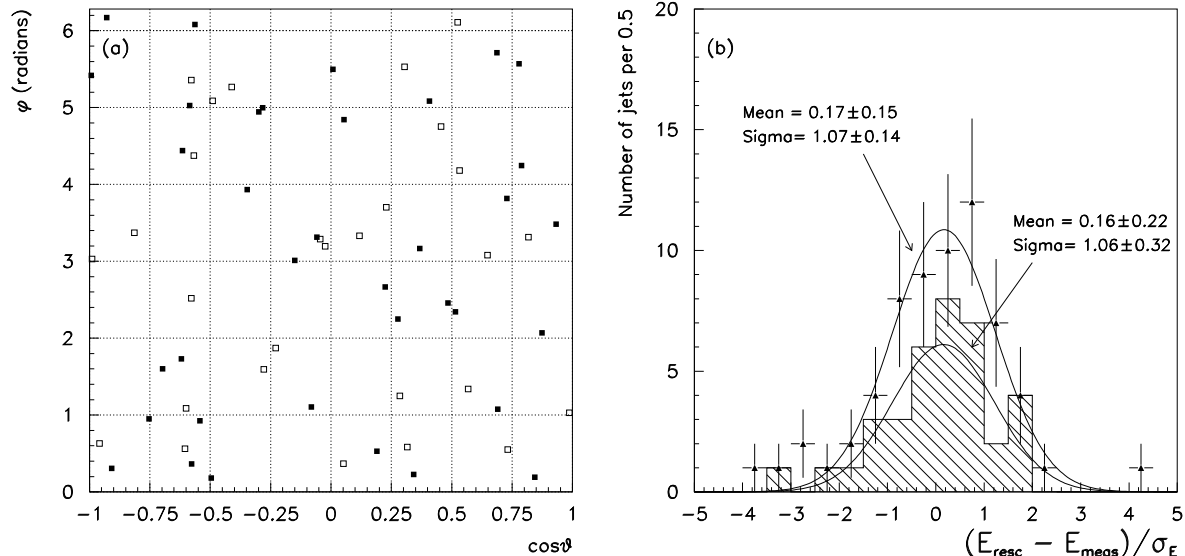 φ (radians)
6
5
4
3
2
1
0
(a)
-1 -0.75 -0.5 -0.25 0 0.25 0.5 0.75 1
cosϑ
Number of jets per 0.5
20
15
10
5
0
(b)
Mean = 0.17±0.15
Sigma= 1.07±0.14
Mean = 0.16±0.22
Sigma= 1.06±0.32
-5 -4 -3 -2 -1 0 1 2 3 4 5
(E_resc - E_meas)/σ_E